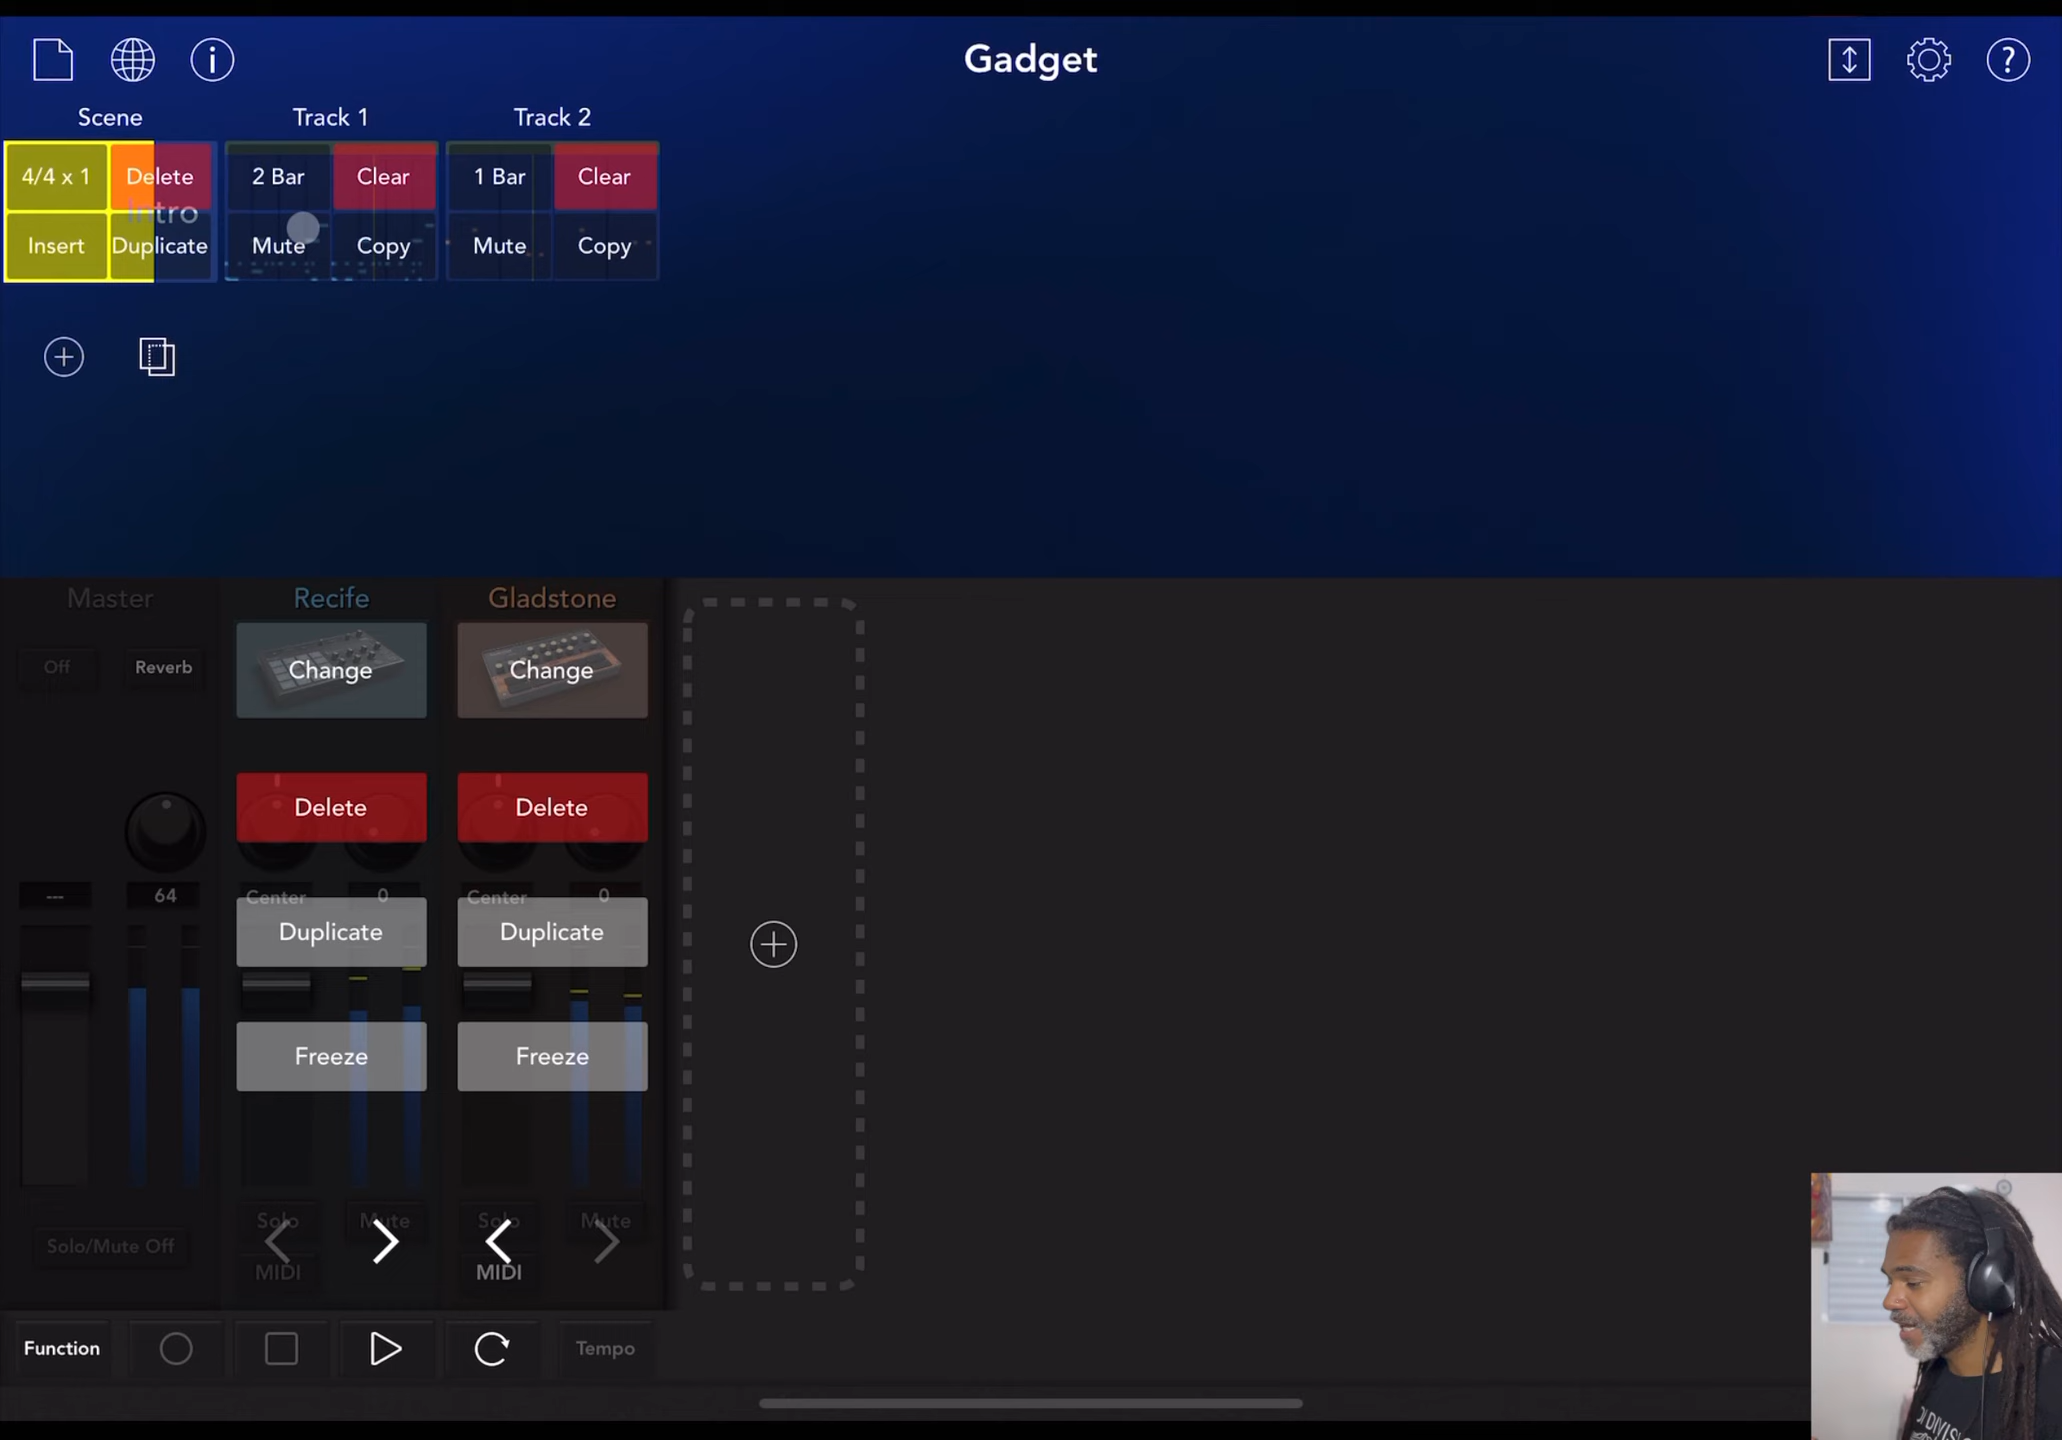 Gadget
Scene
Track 1
Track 2
4/4 x 1
Delete
2 Bar
Clear
1 Bar
Clear
Intro
Insert
Duplicate
Mute
Copy
Mute
Copy
Master
Recife
Gladstone
Off
Reverb
Change
Change
Delete
Delete
---
64
Center
0
Center
0
Duplicate
Duplicate
Freeze
Freeze
Solo
Mute
Solo
Mute
Solo/Mute Off
MIDI
MIDI
Function
Tempo